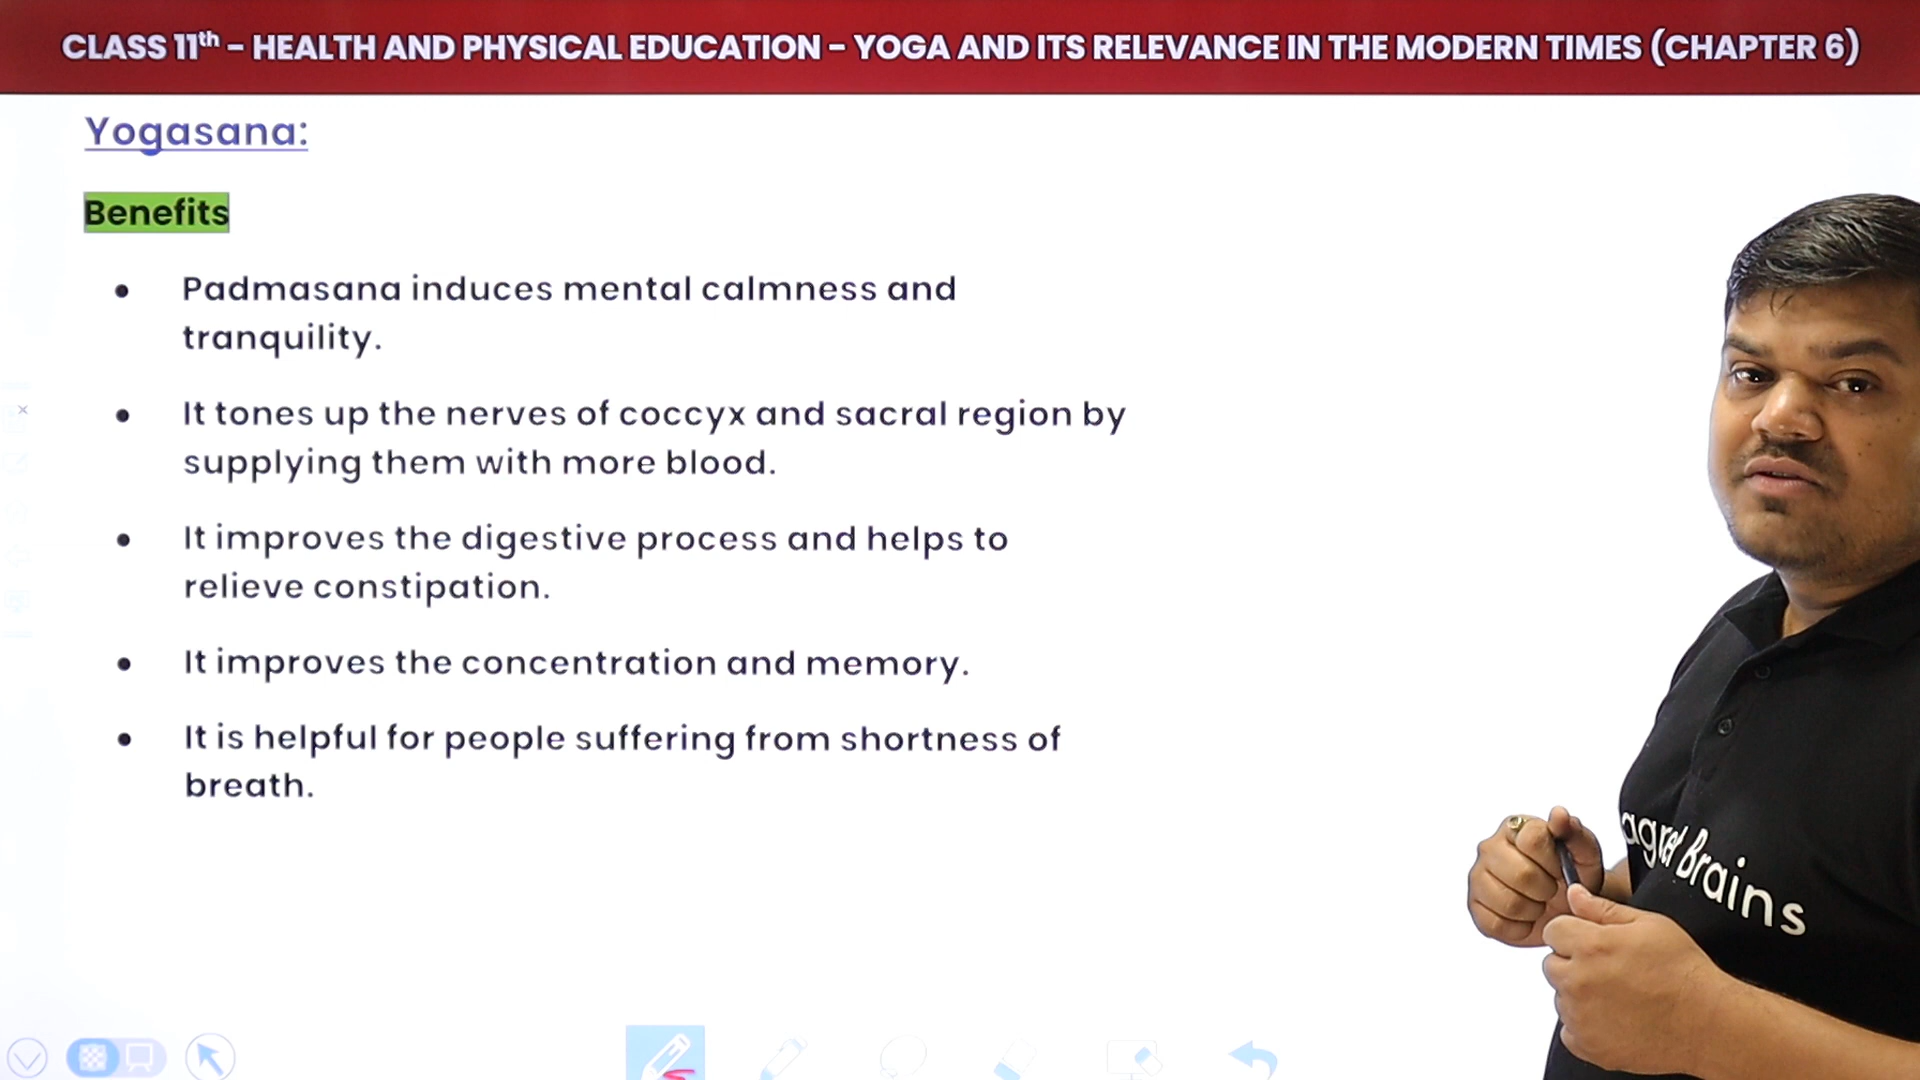 CLASS 11th – HEALTH AND PHYSICAL EDUCATION – YOGA AND ITS RELEVANCE IN THE MODERN TIMES (CHAPTER 6)
Yogasana:
Benefits
• Padmasana induces mental calmness and
tranquility.
• It tones up the nerves of coccyx and sacral region by
supplying them with more blood.
• It improves the digestive process and helps to
relieve constipation.
• It improves the concentration and memory.
• It is helpful for people suffering from shortness of
breath.
Brains